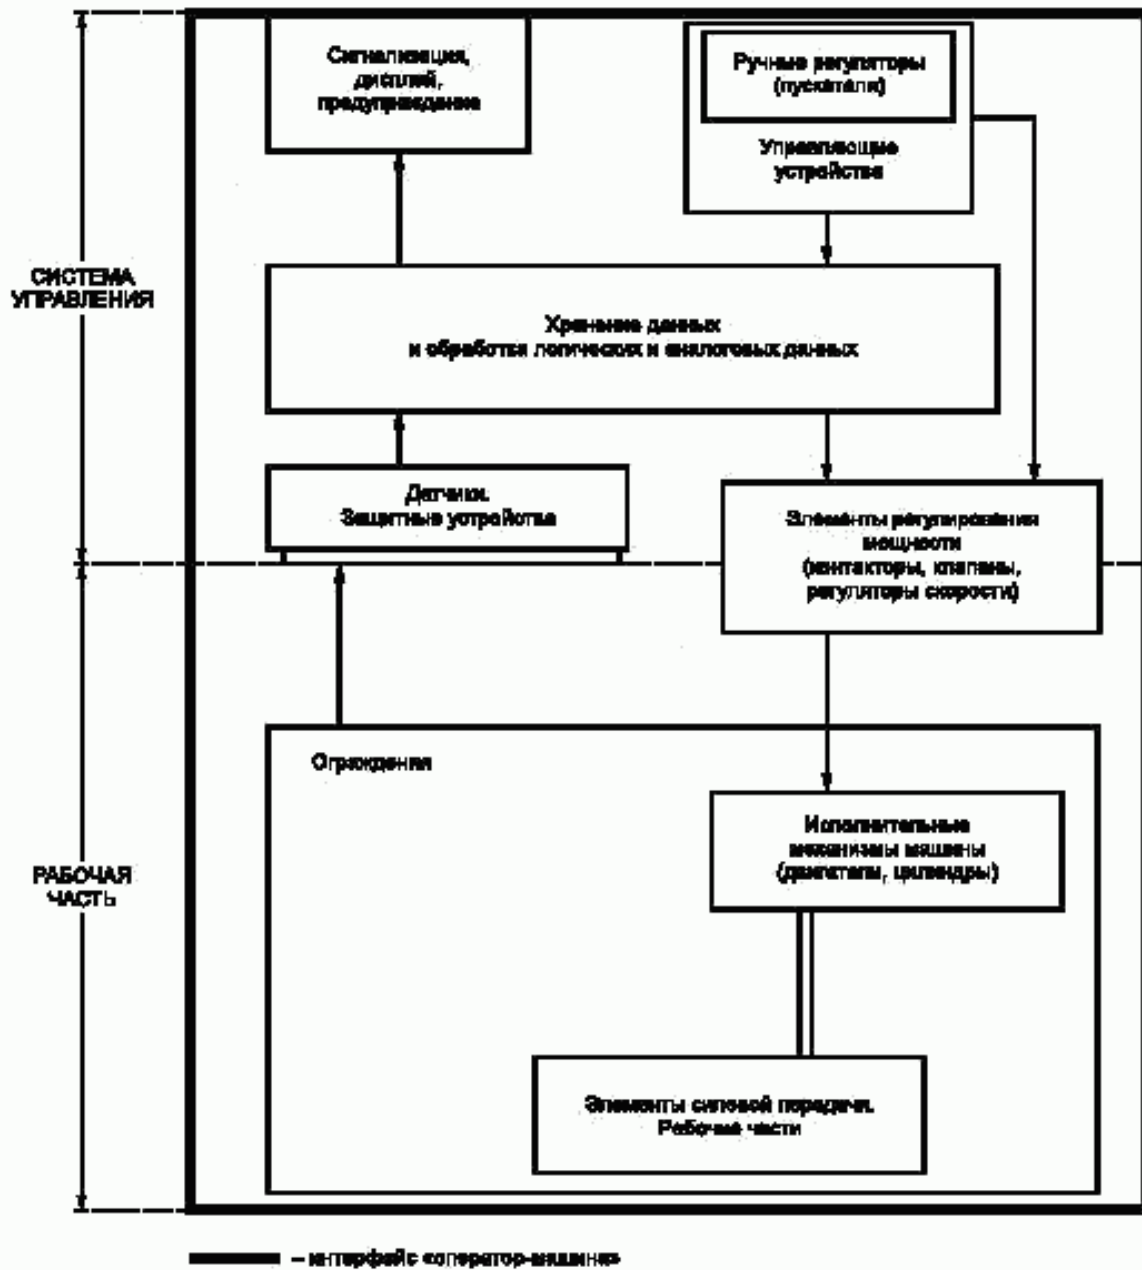 Сигнализация,
дисплей,
предупреждение
Ручные регуляторы
(пускатели)
Управляющие
устройства
СИСТЕМА
УПРАВЛЕНИЯ
Хранение данных
и обработка логических и аналоговых данных
Датчики.
Защитные устройства
Элементы регулирования
мощности
(контакторы, клапаны,
регуляторы скорости)
Ограждения
Исполнительные
механизмы машины
(двигатели, цилиндры)
РАБОЧАЯ
ЧАСТЬ
Элементы силовой передачи.
Рабочие части
– интерфейс «оператор-машина»